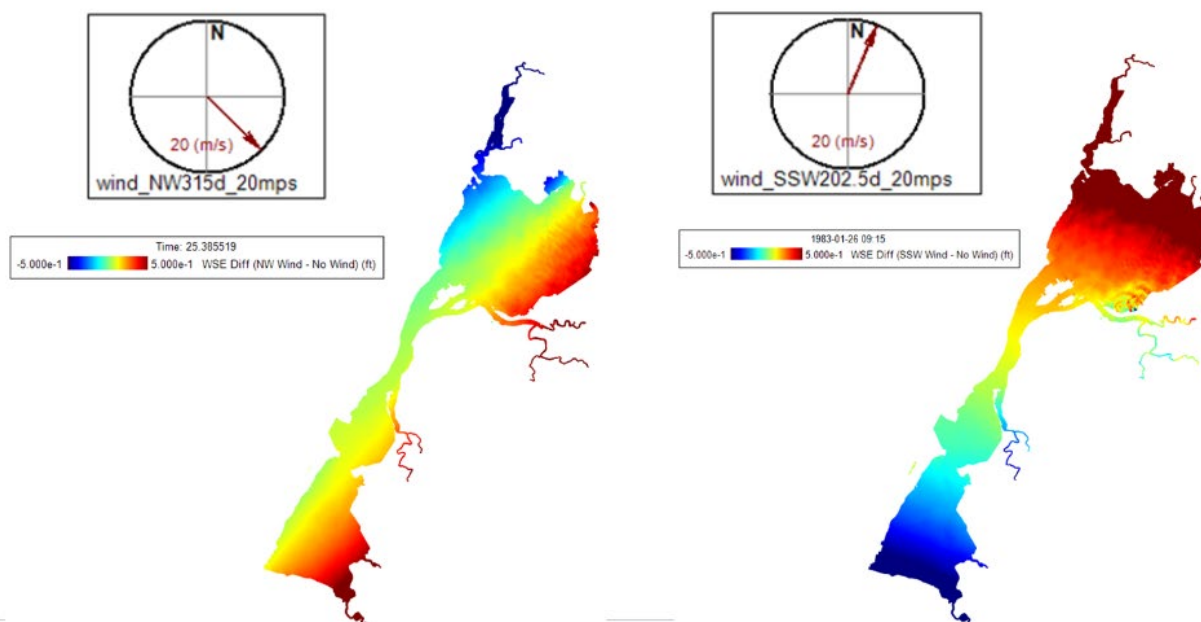 N
20 (m/s)
wind_NW315d_20mps
Time: 25.385519
-5.000e-1 5.000e-1 WSE Diff (NW Wind - No Wind) (ft)
N
20 (m/s)
wind_SSW202.5d_20mps
1983-01-26 09:15
-5.000e-1 5.000e-1 WSE Diff (SSW Wind - No Wind) (ft)